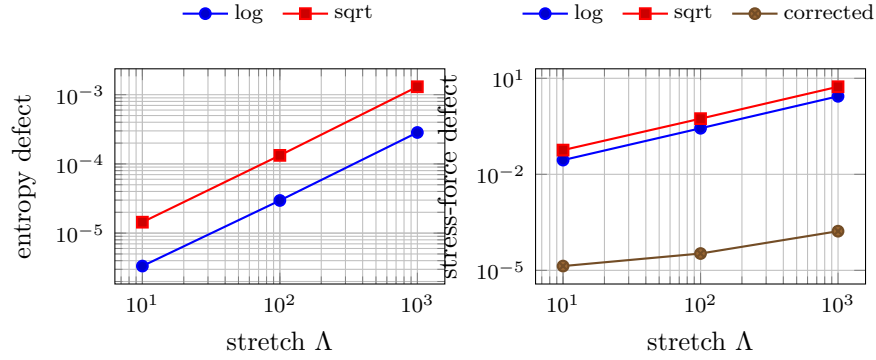 log sqrt
entropy defect
10^{-3}
10^{-4}
10^{-5}
10^1 10^2 10^3
stretch Λ
log sqrt corrected
stress-force defect
10^1
10^{-2}
10^{-5}
10^1 10^2 10^3
stretch Λ